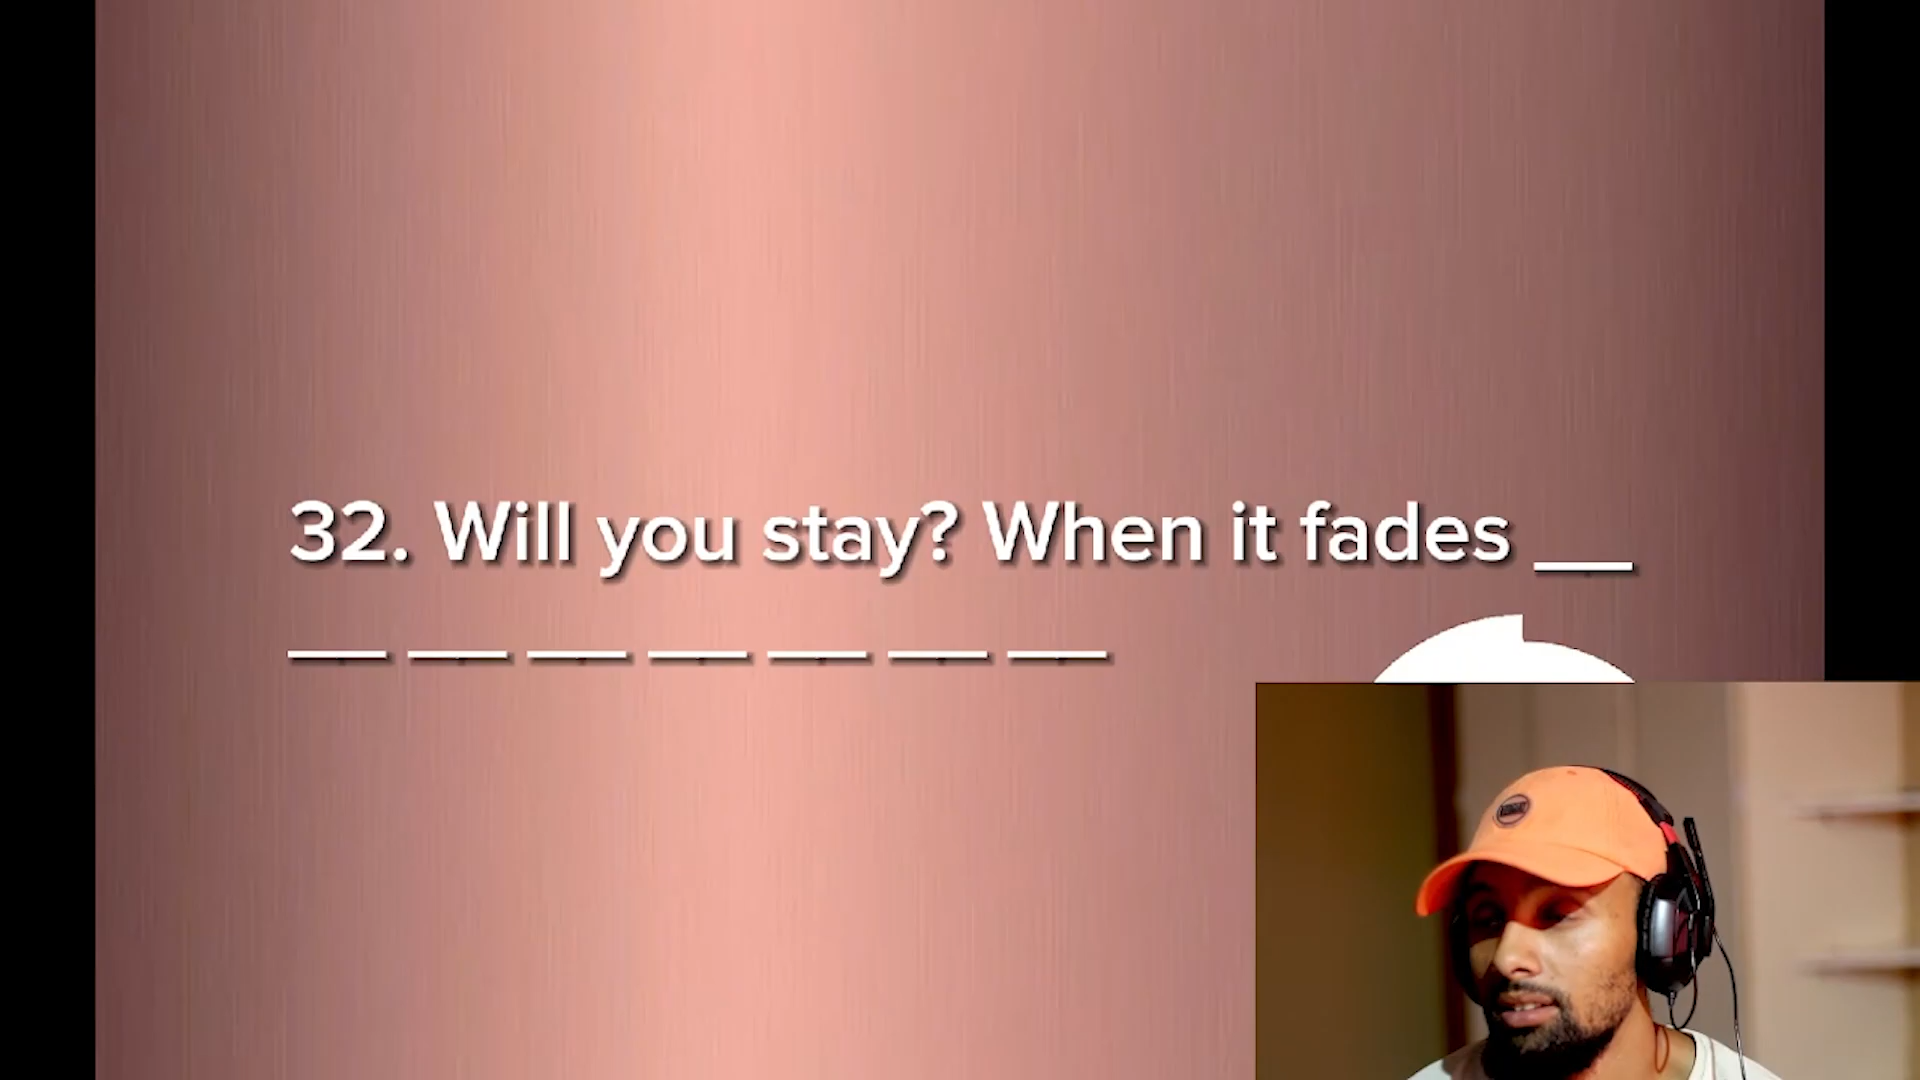 32. Will you stay? When it fades __
__ __ __ __ __ __ __